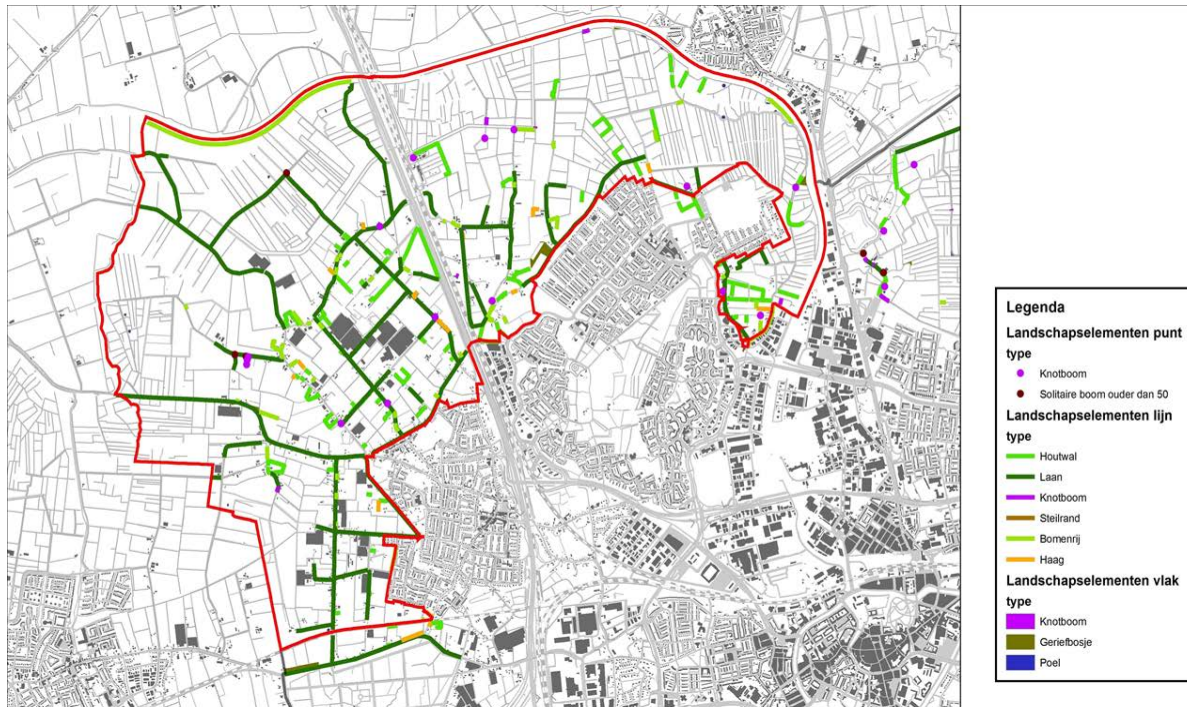 Legenda
Landschapselementen punt
type
Knotboom
Solitaire boom ouder dan 50
Landschapselementen lijn
type
Houtwal
Laan
Knotboom
Steilrand
Bomenrij
Haag
Landschapselementen vlak
type
Knotboom
Geriefbosje
Poel